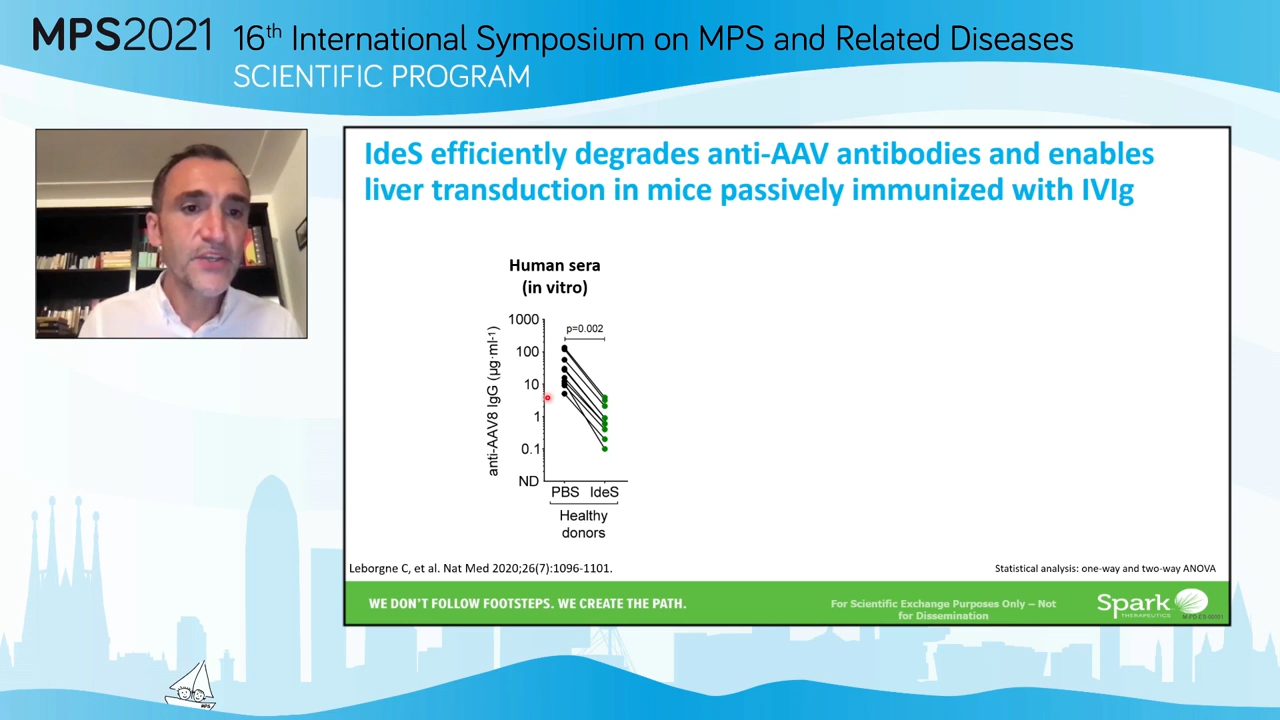 MPS2021 16th International Symposium on MPS and Related Diseases
SCIENTIFIC PROGRAM
IdeS efficiently degrades anti-AAV antibodies and enables
liver transduction in mice passively immunized with IVIg
Human sera
(in vitro)
anti-AAV8 IgG (µg·ml-1)
1000
100
10
1
0.1
ND
p=0.002
PBS IdeS
Healthy
donors
Leborgne C, et al. Nat Med 2020;26(7):1096-1101.
Statistical analysis: one-way and two-way ANOVA
WE DON'T FOLLOW FOOTSTEPS. WE CREATE THE PATH.
For Scientific Exchange Purposes Only – Not
for Dissemination
Spark
THERAPEUTICS
MPS